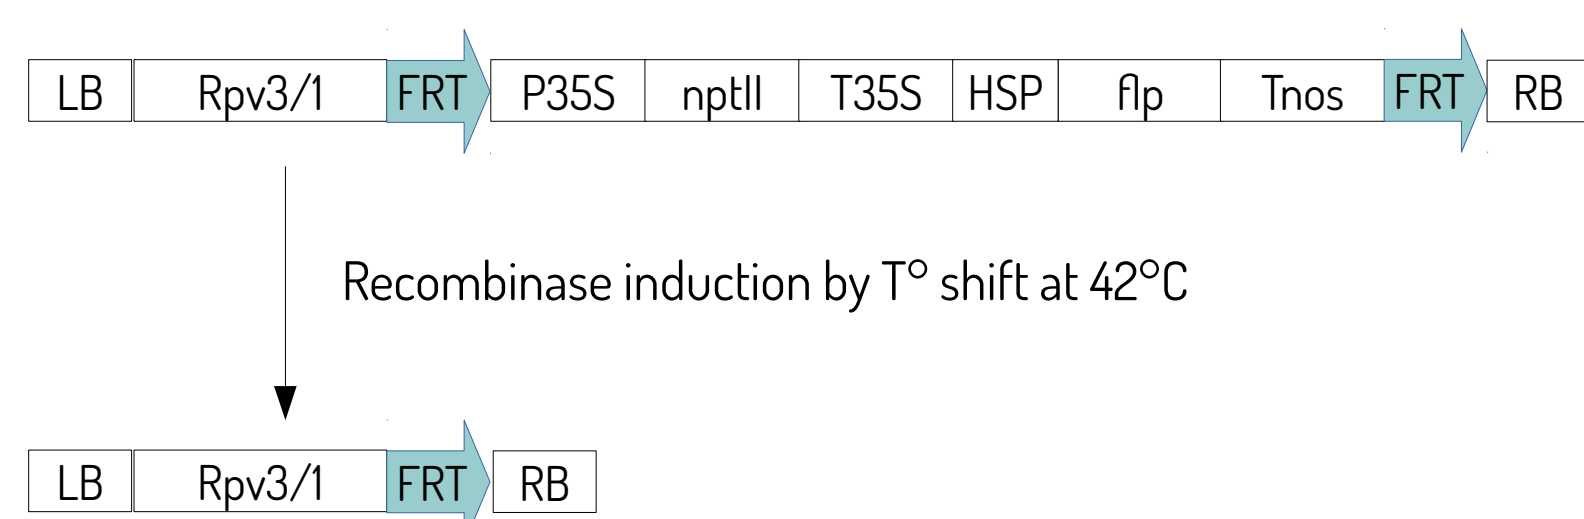 LB Rpv3/1 FRT P35S nptII T35S HSP flp Tnos FRT RB
Recombinase induction by T° shift at 42°C
LB Rpv3/1 FRT RB